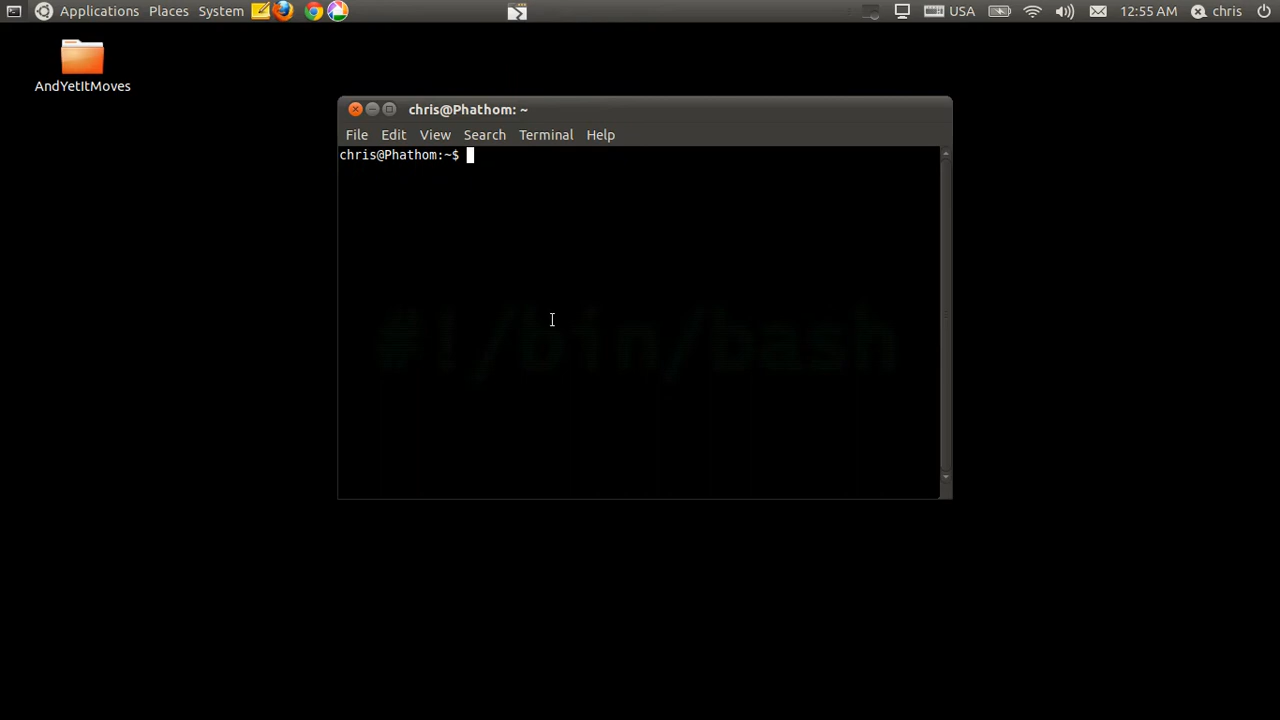 Applications Places System
USA 12:55 AM chris
AndYetItMoves
chris@Phathom: ~
File Edit View Search Terminal Help
chris@Phathom:~$
#!/bin/bash